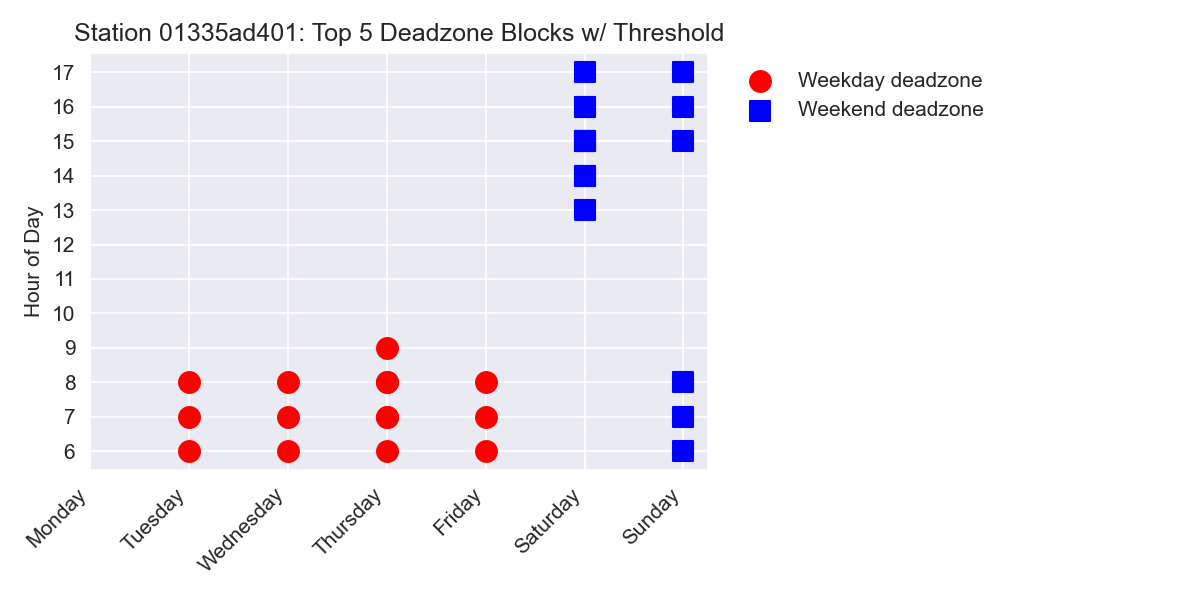 Station 01335ad401: Top 5 Deadzone Blocks w/ Threshold
17
16
15
14
13
12
11
10
9
8
7
6
Hour of Day
Monday
Tuesday
Wednesday
Thursday
Friday
Saturday
Sunday
Weekday deadzone
Weekend deadzone